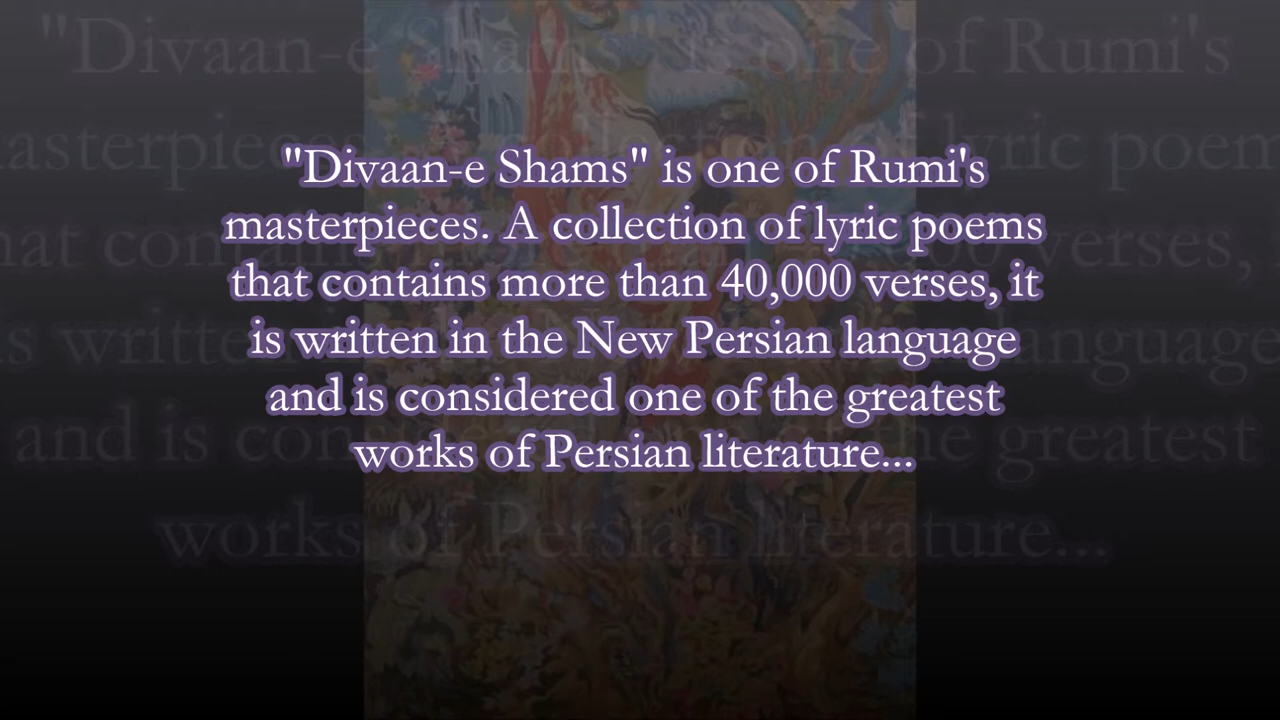 "Divaan-e Shams" is one of Rumi's
masterpieces. A collection of lyric poems
that contains more than 40,000 verses, it
is written in the New Persian language
and is considered one of the greatest
works of Persian literature...